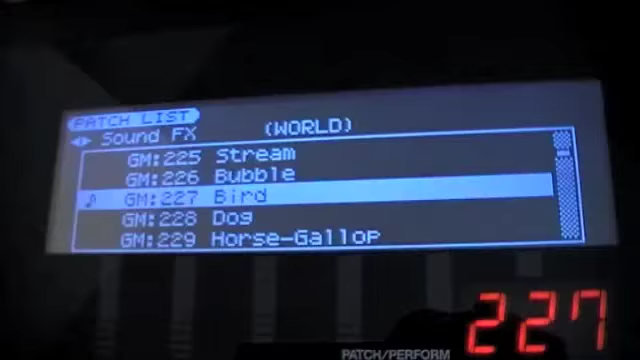 PATCH LIST
Sound FX (WORLD)
GM:225 Stream
GM:226 Bubble
GM:227 Bird
GM:228 Dog
GM:229 Horse-Gallop
227
PATCH/PERFORM